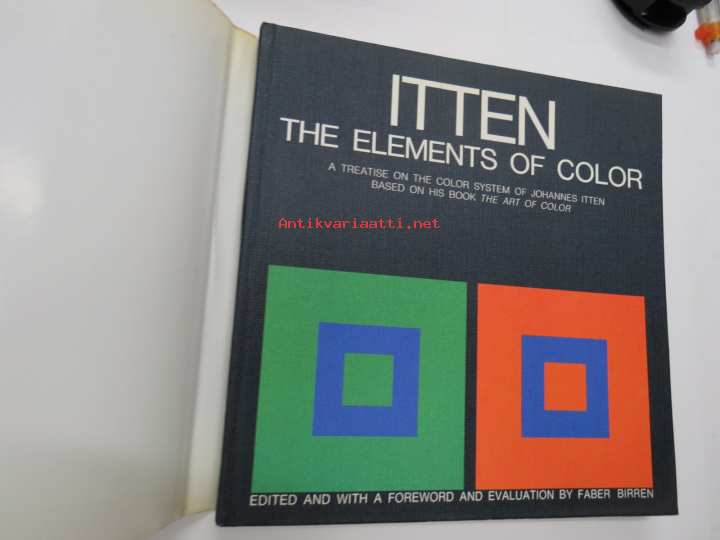 ITTEN
THE ELEMENTS OF COLOR
A TREATISE ON THE COLOR SYSTEM OF JOHANNES ITTEN
BASED ON HIS BOOK THE ART OF COLOR
Antikvariaatti.net
EDITED AND WITH A FOREWORD AND EVALUATION BY FABER BIRREN